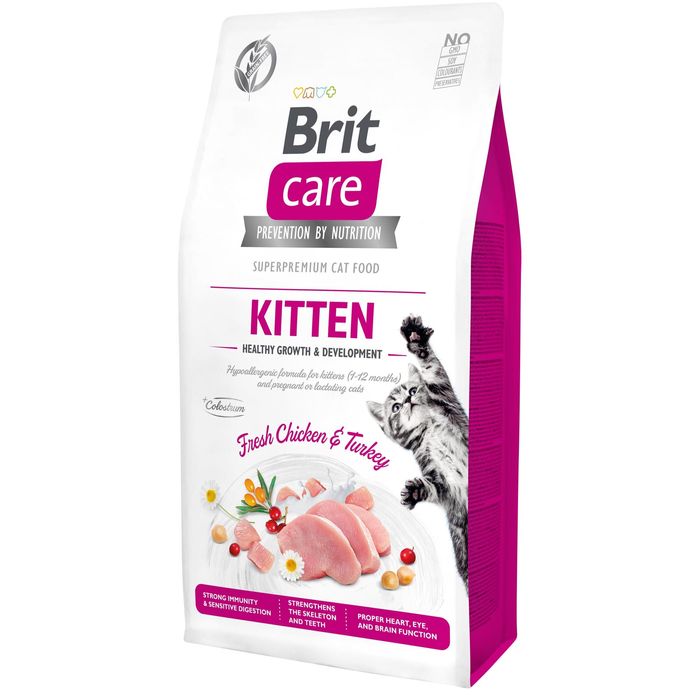 GRAIN FREE
NO
GMO
SOY
COLOURANTS
PRESERVATIVES
Brit
care
PREVENTION BY NUTRITION
SUPERPREMIUM CAT FOOD
KITTEN
HEALTHY GROWTH & DEVELOPMENT
Hypoallergenic formula for kittens (1-12 months)
and pregnant or lactating cats
+Colostrum
Fresh Chicken & Turkey
STRONG IMMUNITY
& SENSITIVE DIGESTION
STRENGTHENS
THE SKELETON
AND TEETH
PROPER HEART, EYE,
AND BRAIN FUNCTION